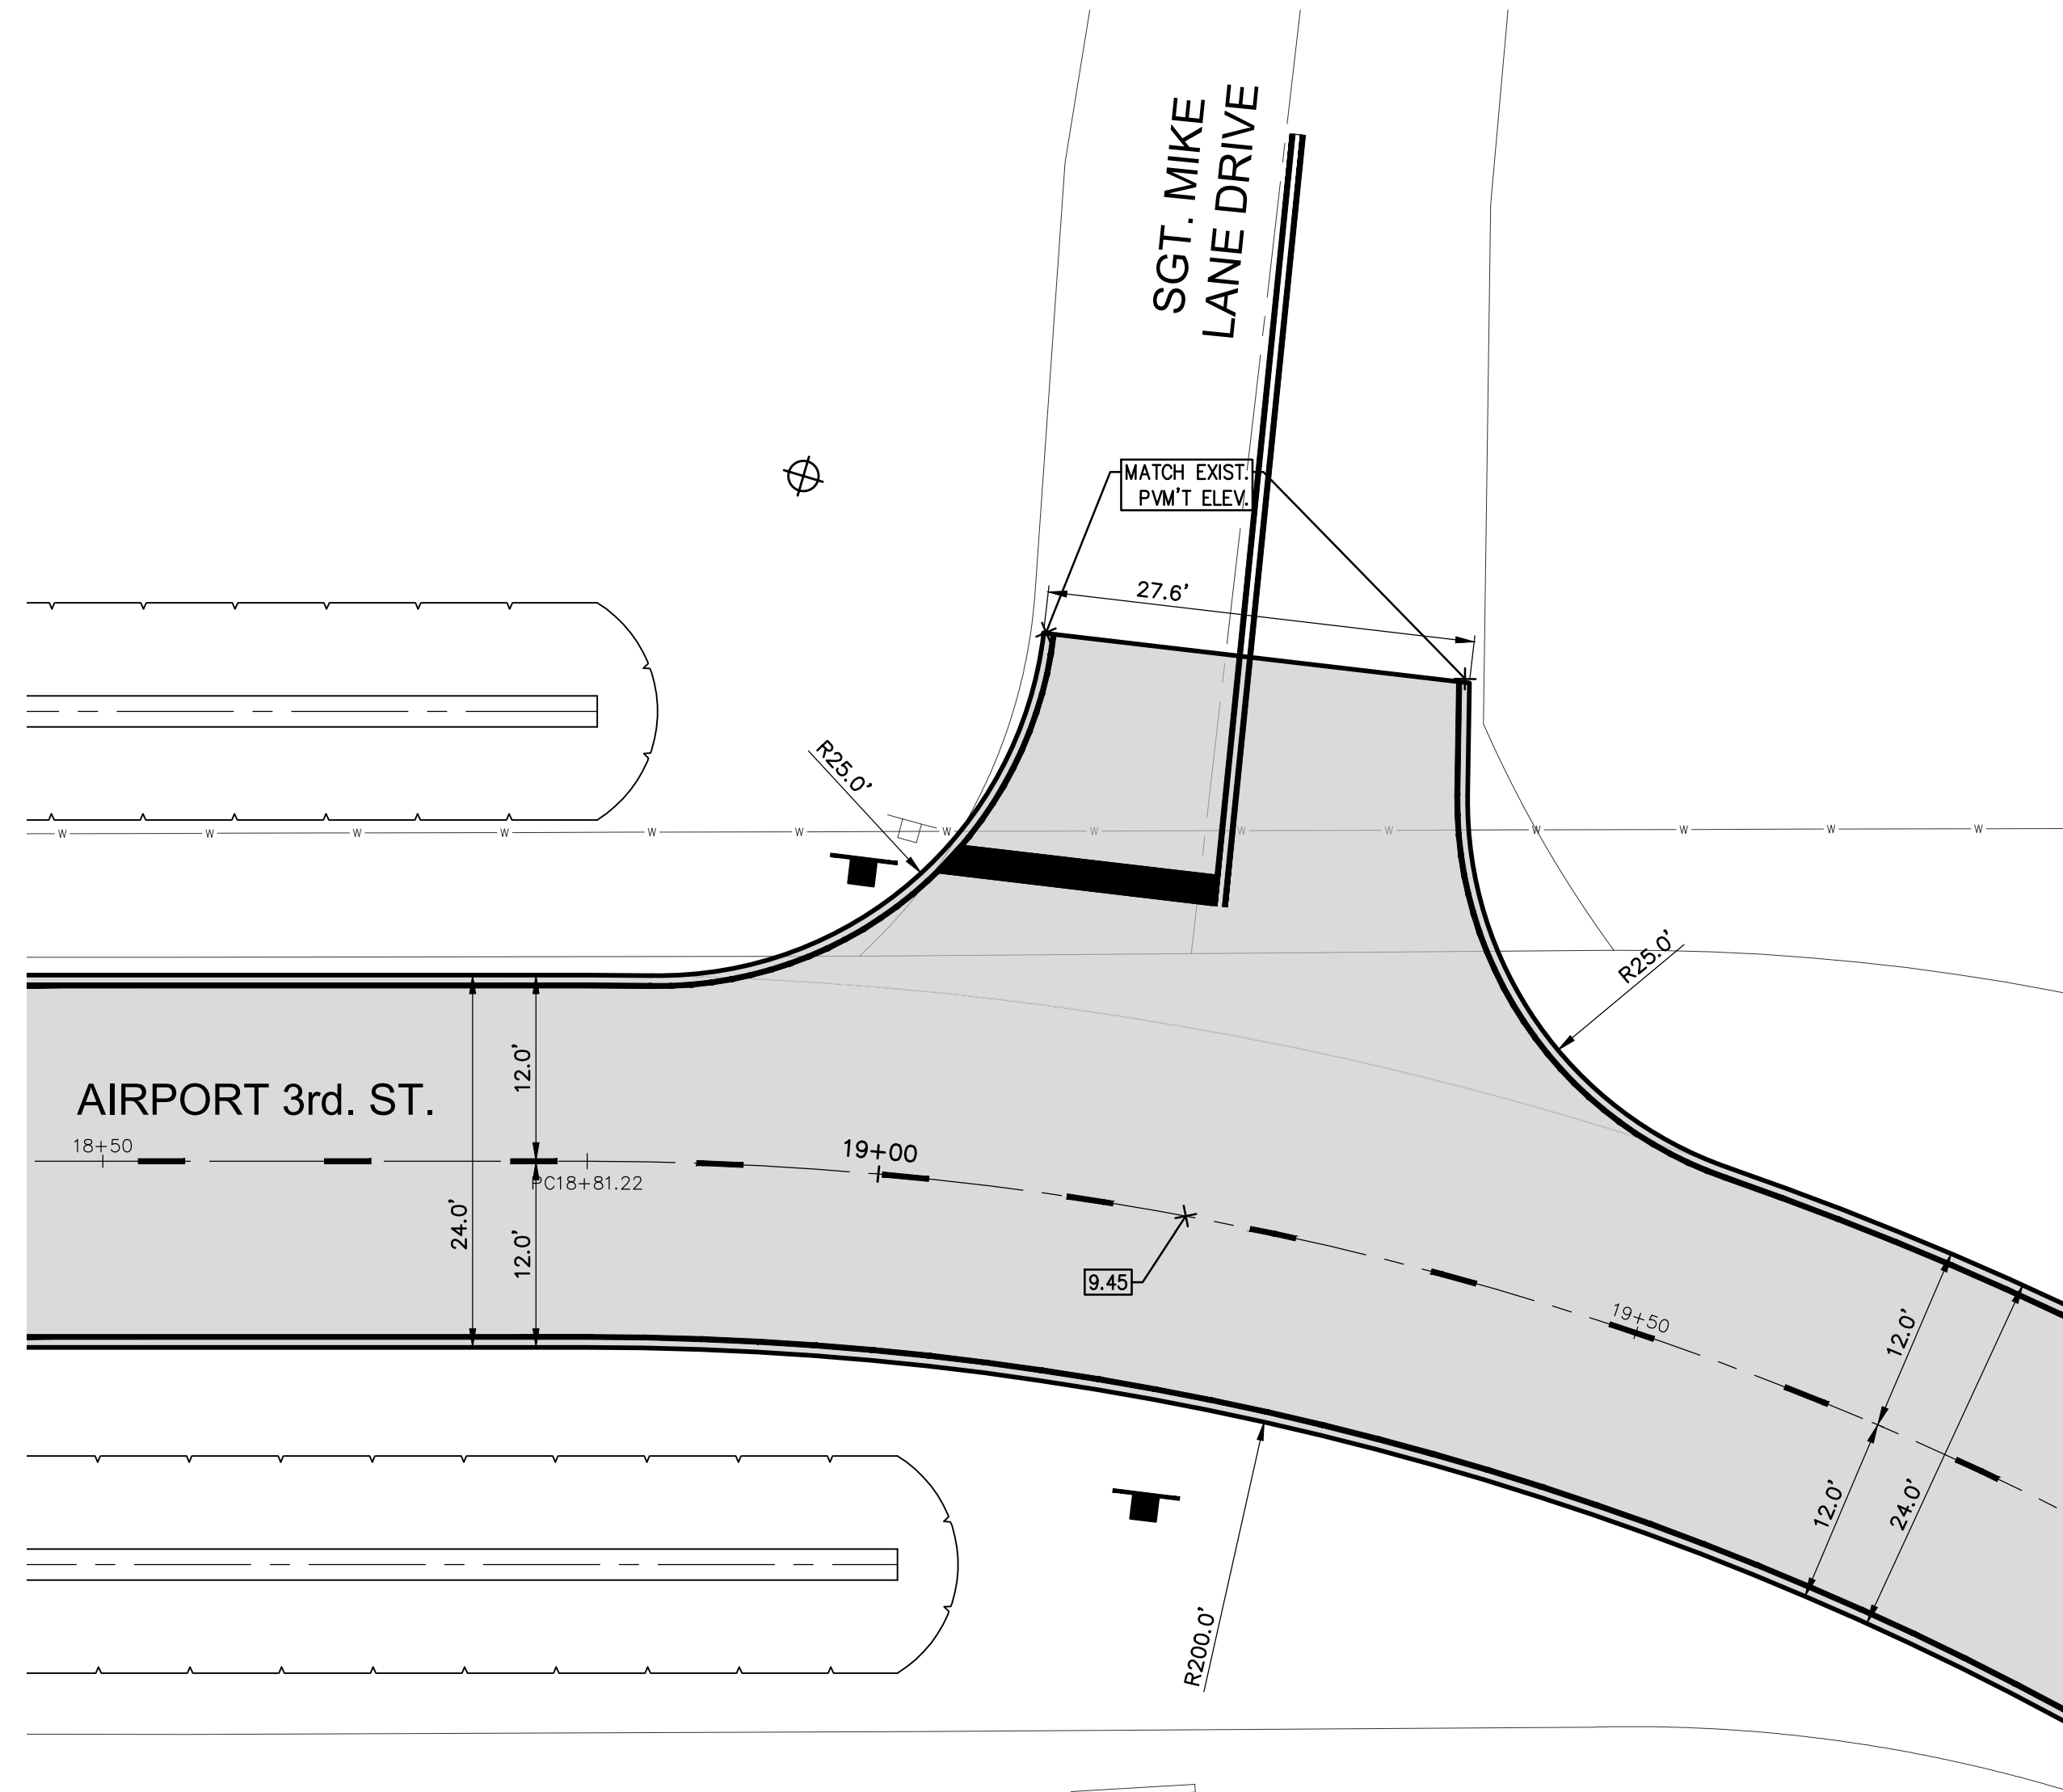 SGT. MIKE
LANE DRIVE
MATCH EXIST.
PVM'T ELEV.
27.6'
R25.0'
W W W W W W W W W W W W W W
R25.0'
12.0'
AIRPORT 3rd. ST.
18+50
19+00
PC18+81.22
24.0'
12.0'
9.45
19+50
12.0'
12.0'
24.0'
R200.0'